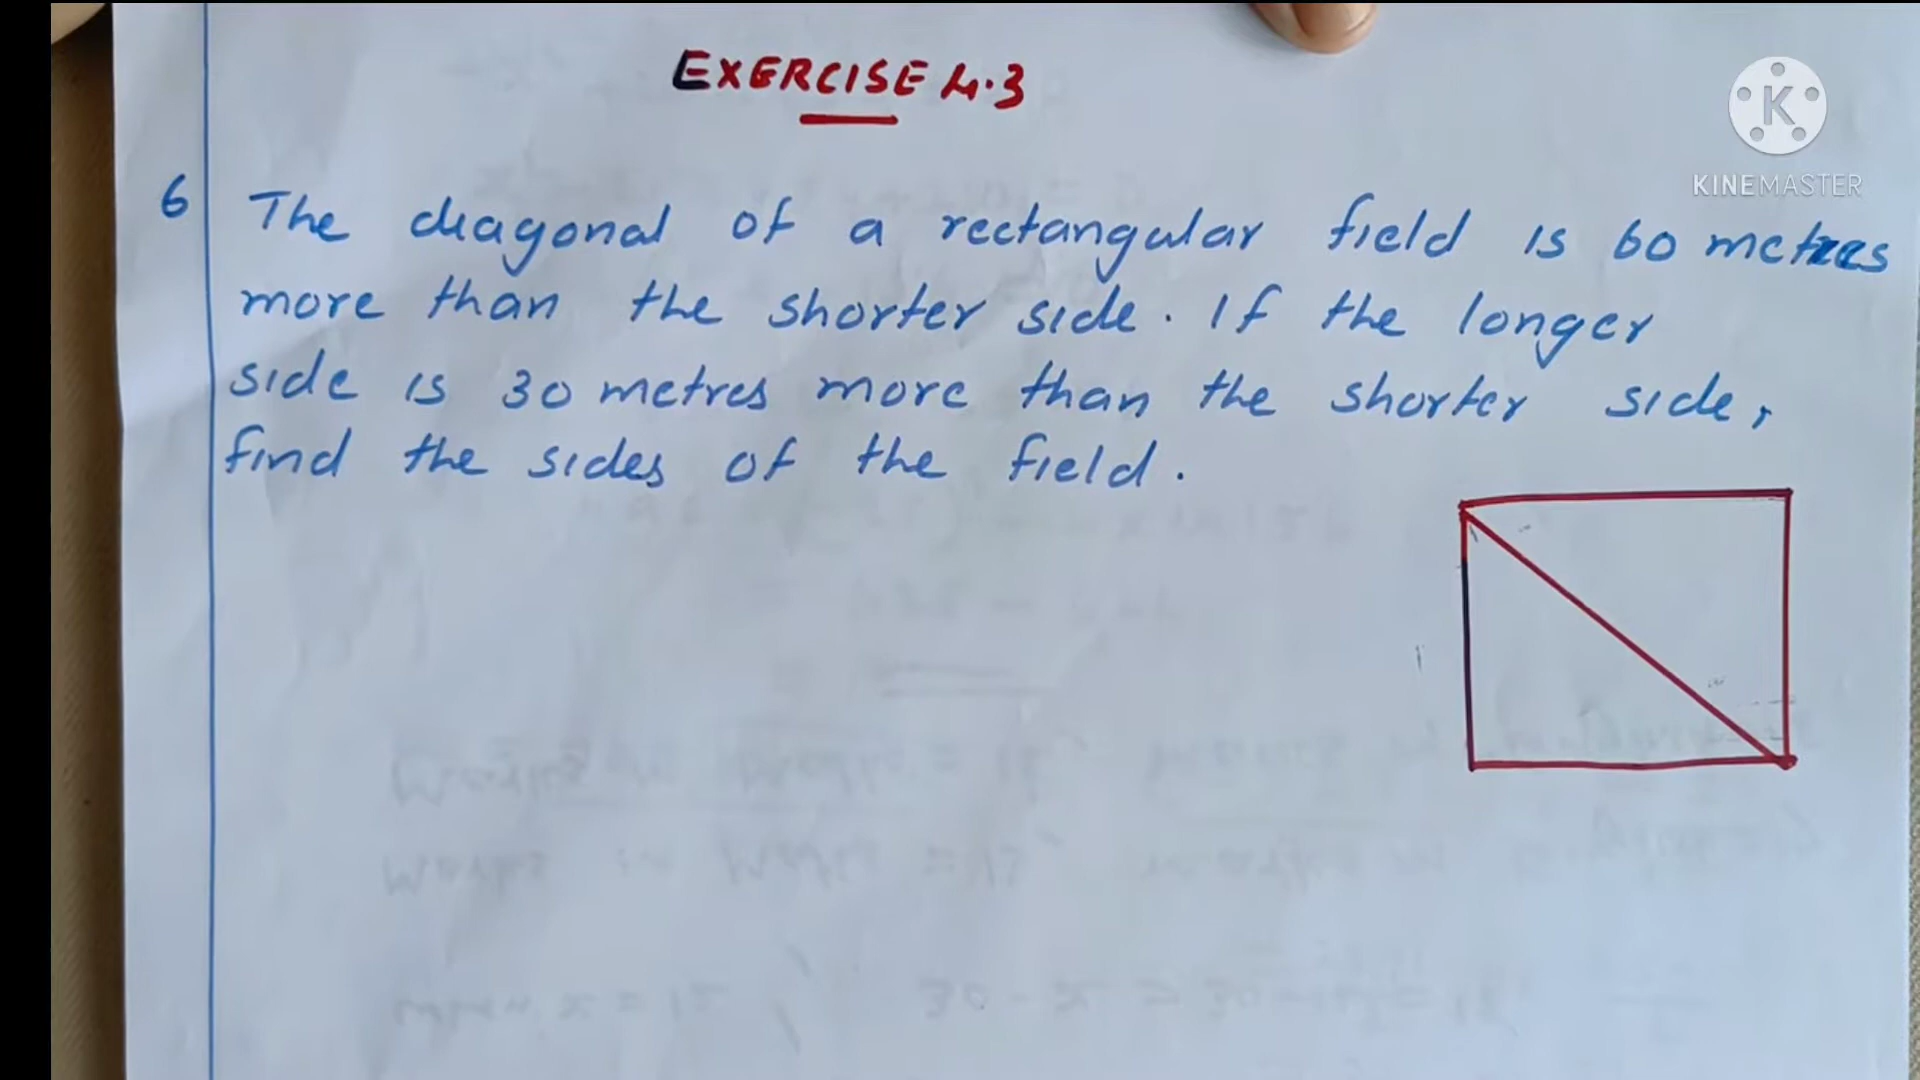 EXERCISE 4.3
K
KINEMASTER
6 The diagonal of a rectangular field is 60 metres
more than the shorter side. If the longer
side is 30 metres more than the shorter side,
find the sides of the field.